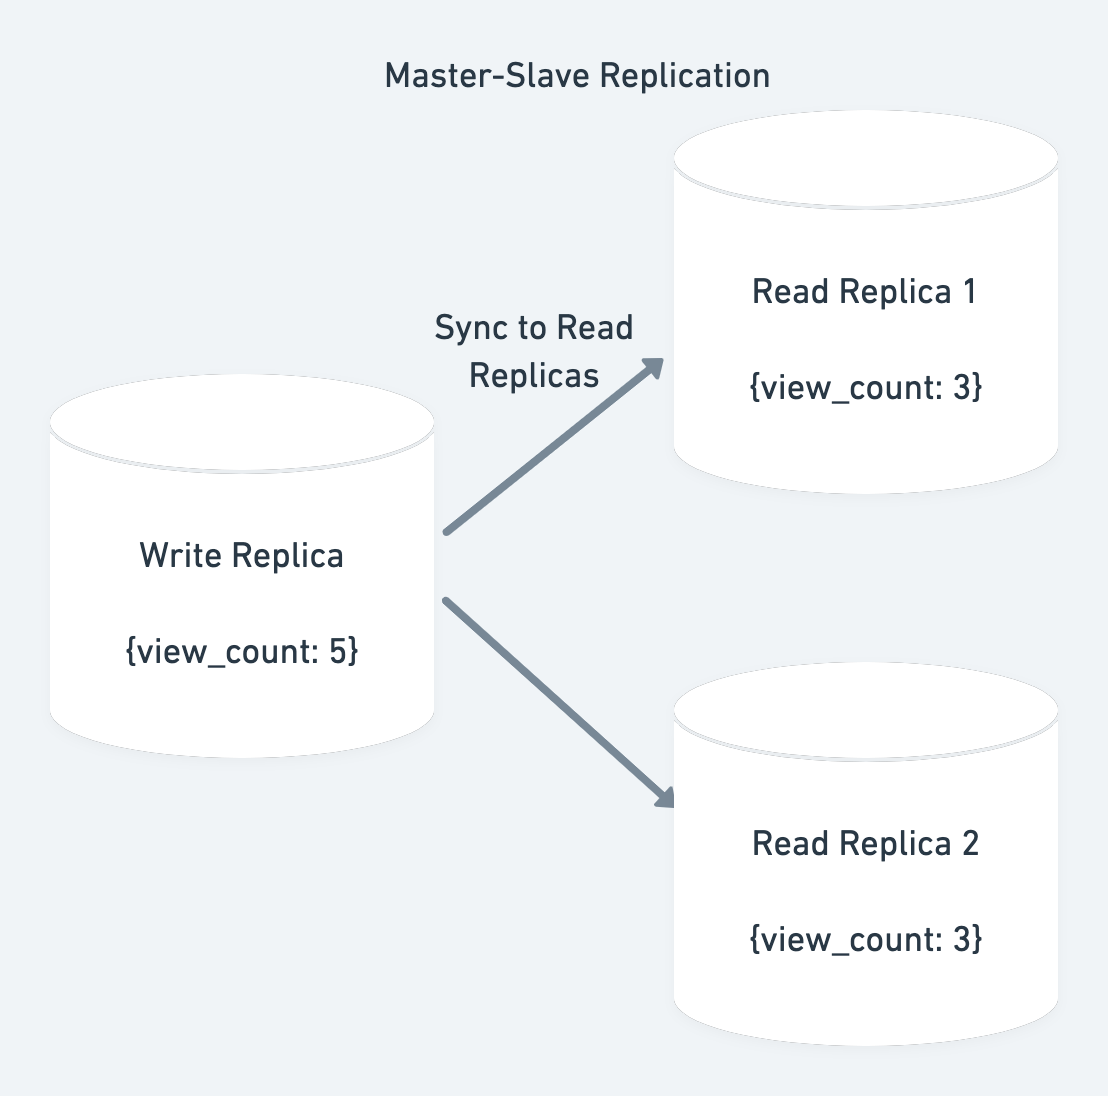 Master-Slave Replication
Read Replica 1
{view_count: 3}
Sync to Read
Replicas
Write Replica
{view_count: 5}
Read Replica 2
{view_count: 3}